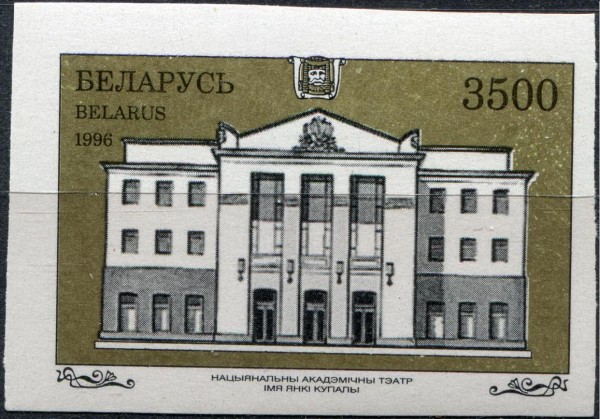 БЕЛАРУСЬ
3500
BELARUS
1996
НАЦЫЯНАЛЬНЫ АКАДЭМІЧНЫ ТЭАТР
ІМЯ ЯНКІ КУПАЛЫ